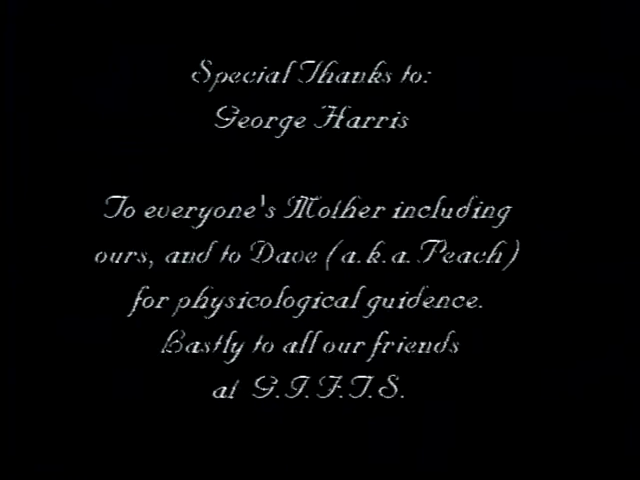 Special Thanks to:
George Harris
To everyone's Mother including
ours, and to Dave (a.k.a. Peach)
for physicological guidence.
Lastly to all our friends
at G.I.F.T.S.